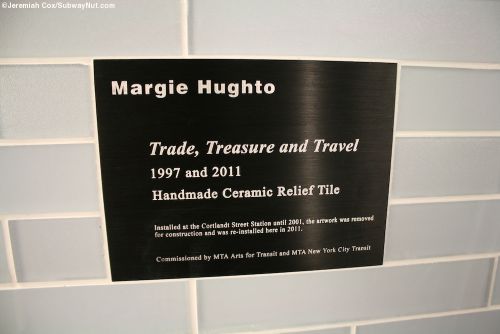 ©Jeremiah Cox/SubwayNut.com
Margie Hughto
Trade, Treasure and Travel
1997 and 2011
Handmade Ceramic Relief Tile
Installed at the Cortlandt Street Station until 2001, the artwork was removed
for construction and was re-installed here in 2011.
Commissioned by MTA Arts for Transit and MTA New York City Transit